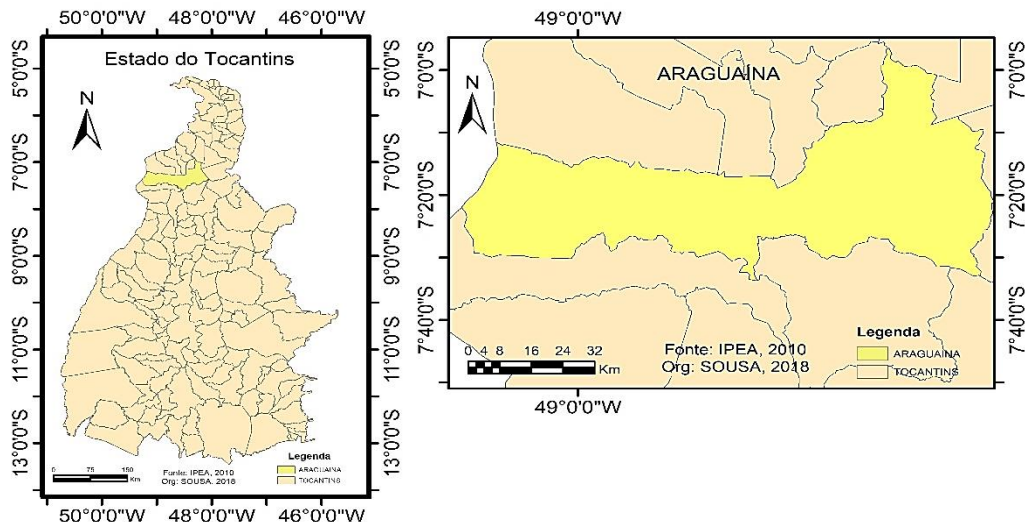 50°0'0"W 48°0'0"W 46°0'0"W
Estado do Tocantins
N
5°0'0"S
7°0'0"S
9°0'0"S
11°0'0"S
13°0'0"S
5°0'0"S
7°0'0"S
9°0'0"S
11°0'0"S
13°0'0"S
0 75 150
Km
Fonte: IPEA, 2010
Org: SOUSA, 2018
Legenda
ARAGUAINA
TOCANTINS
50°0'0"W 48°0'0"W 46°0'0"W
49°0'0"W
ARAGUAÍNA
N
7°0'0"S
7°20'0"S
7°40'0"S
7°0'0"S
7°20'0"S
7°40'0"S
0 4 8 16 24 32
Km
Fonte: IPEA, 2010
Org: SOUSA, 2018
Legenda
ARAGUAINA
TOCANTINS
49°0'0"W